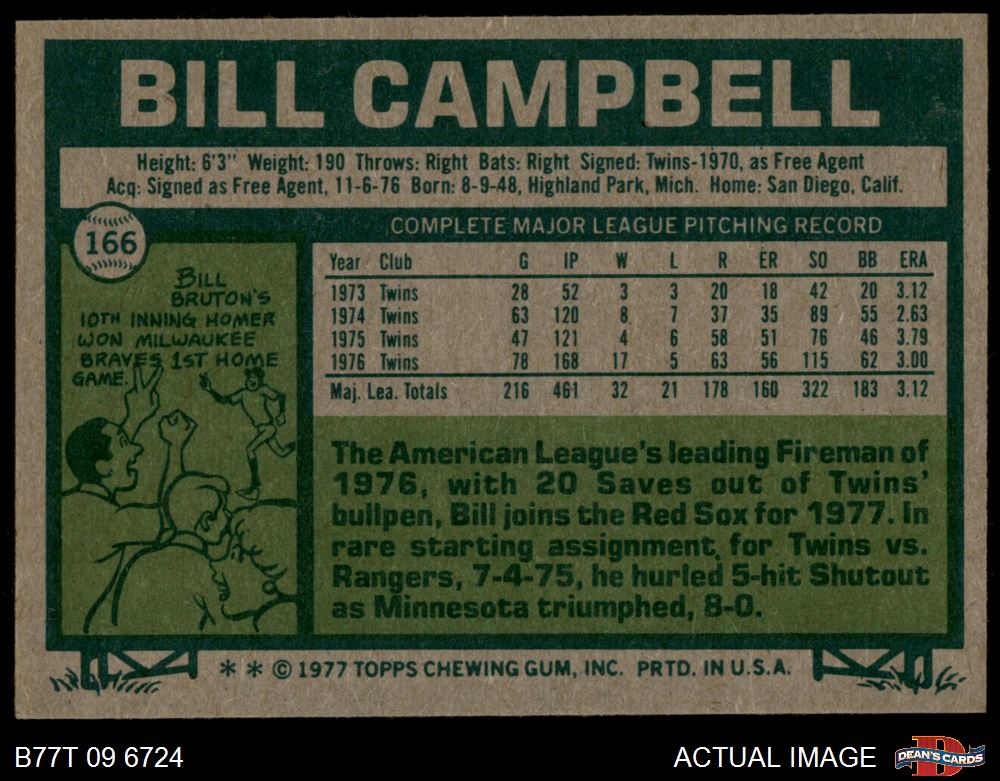 BILL CAMPBELL
Height: 6'3" Weight: 190 Throws: Right Bats: Right Signed: Twins-1970, as Free Agent
Acq: Signed as Free Agent, 11-6-76 Born: 8-9-48, Highland Park, Mich. Home: San Diego, Calif.
166
BILL
BRUTON'S
10TH INNING HOMER
WON MILWAUKEE
BRAVES 1ST HOME
GAME.
COMPLETE MAJOR LEAGUE PITCHING RECORD
Year Club G IP W L R ER SO BB ERA
1973 Twins 28 52 3 3 20 18 42 20 3.12
1974 Twins 63 120 8 7 37 35 89 55 2.63
1975 Twins 47 121 4 6 58 51 76 46 3.79
1976 Twins 78 168 17 5 63 56 115 62 3.00
Maj. Lea. Totals 216 461 32 21 178 160 322 183 3.12
The American League's leading Fireman of
1976, with 20 Saves out of Twins'
bullpen, Bill joins the Red Sox for 1977. In
rare starting assignment for Twins vs.
Rangers, 7-4-75, he hurled 5-hit Shutout
as Minnesota triumphed, 8-0.
** © 1977 TOPPS CHEWING GUM, INC. PRTD. IN U.S.A.
B77T 09 6724
ACTUAL IMAGE
D
DEAN'S CARDS